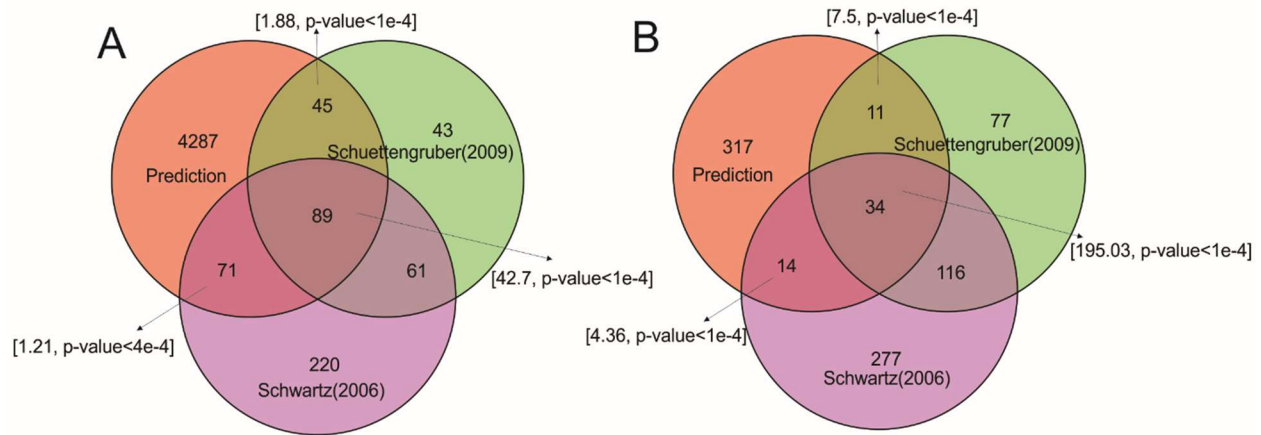 A
[1.88, p-value<1e-4]
45
4287
Prediction
43
Schuettengruber(2009)
89
71
61
[42.7, p-value<1e-4]
[1.21, p-value<4e-4]
220
Schwartz(2006)
B
[7.5, p-value<1e-4]
11
317
Prediction
77
Schuettengruber(2009)
34
14
116
[195.03, p-value<1e-4]
[4.36, p-value<1e-4]
277
Schwartz(2006)